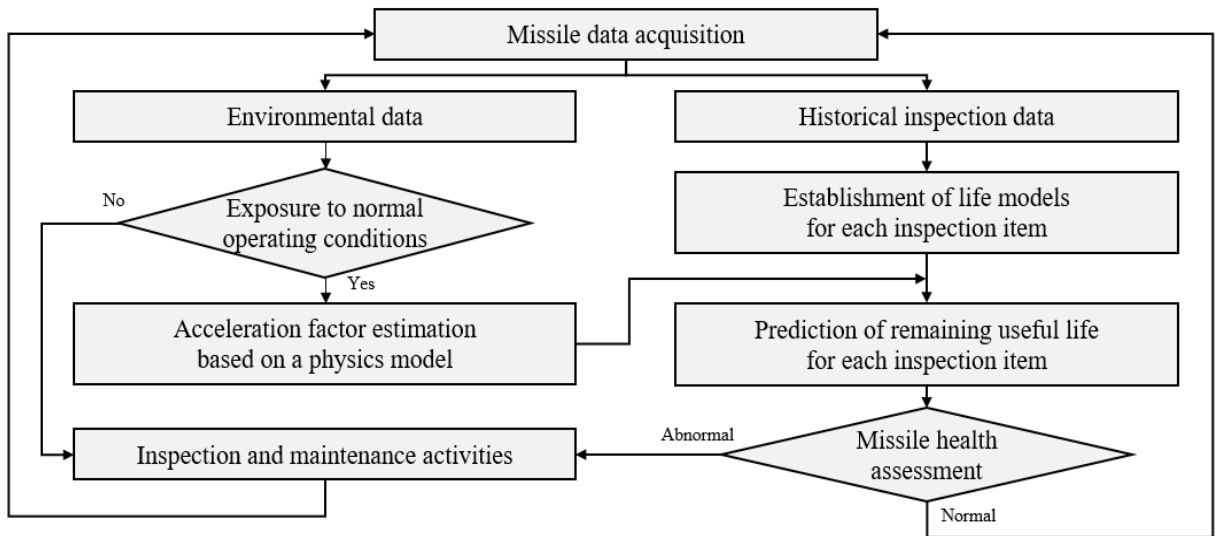 Missile data acquisition
Environmental data
Historical inspection data
No
Exposure to normal
operating conditions
Establishment of life models
for each inspection item
Yes
Acceleration factor estimation
based on a physics model
Prediction of remaining useful life
for each inspection item
Inspection and maintenance activities
Abnormal
Missile health
assessment
Normal